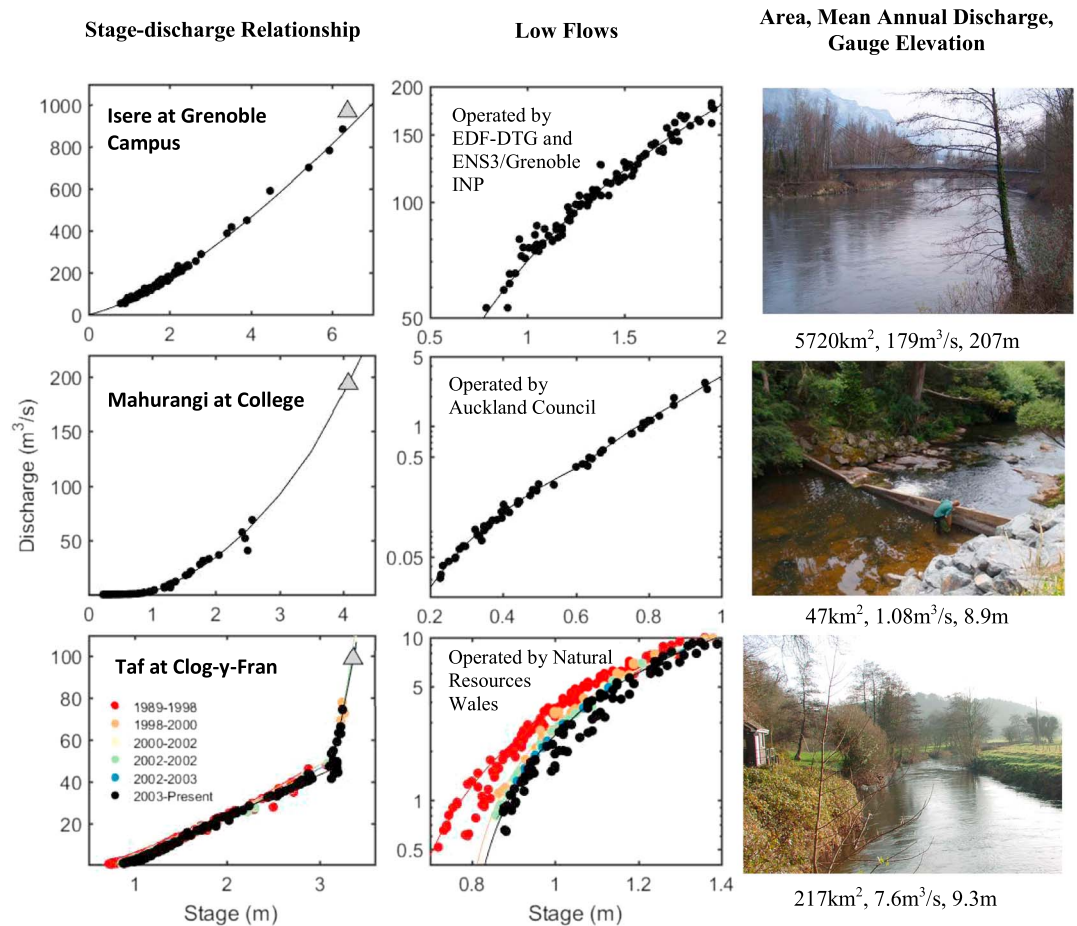 Stage-discharge Relationship
Low Flows
Area, Mean Annual Discharge,
Gauge Elevation
Isere at Grenoble
Campus
1000
800
600
400
200
0
0
2
4
6
Operated by
EDF-DTG and
ENS3/Grenoble
INP
200
150
100
50
0.5
1
1.5
2
5720km², 179m³/s, 207m
Discharge (m³/s)
Mahurangi at College
200
150
100
50
0
1
2
3
4
Operated by
Auckland Council
5
1
0.5
0.05
0.2
0.4
0.6
0.8
1
47km², 1.08m³/s, 8.9m
Taf at Clog-y-Fran
1989-1998
1998-2000
2000-2002
2002-2002
2002-2003
2003-Present
100
80
60
40
20
1
2
3
Stage (m)
Operated by Natural
Resources
Wales
10
5
1
0.5
0.8
1
1.2
1.4
Stage (m)
217km², 7.6m³/s, 9.3m